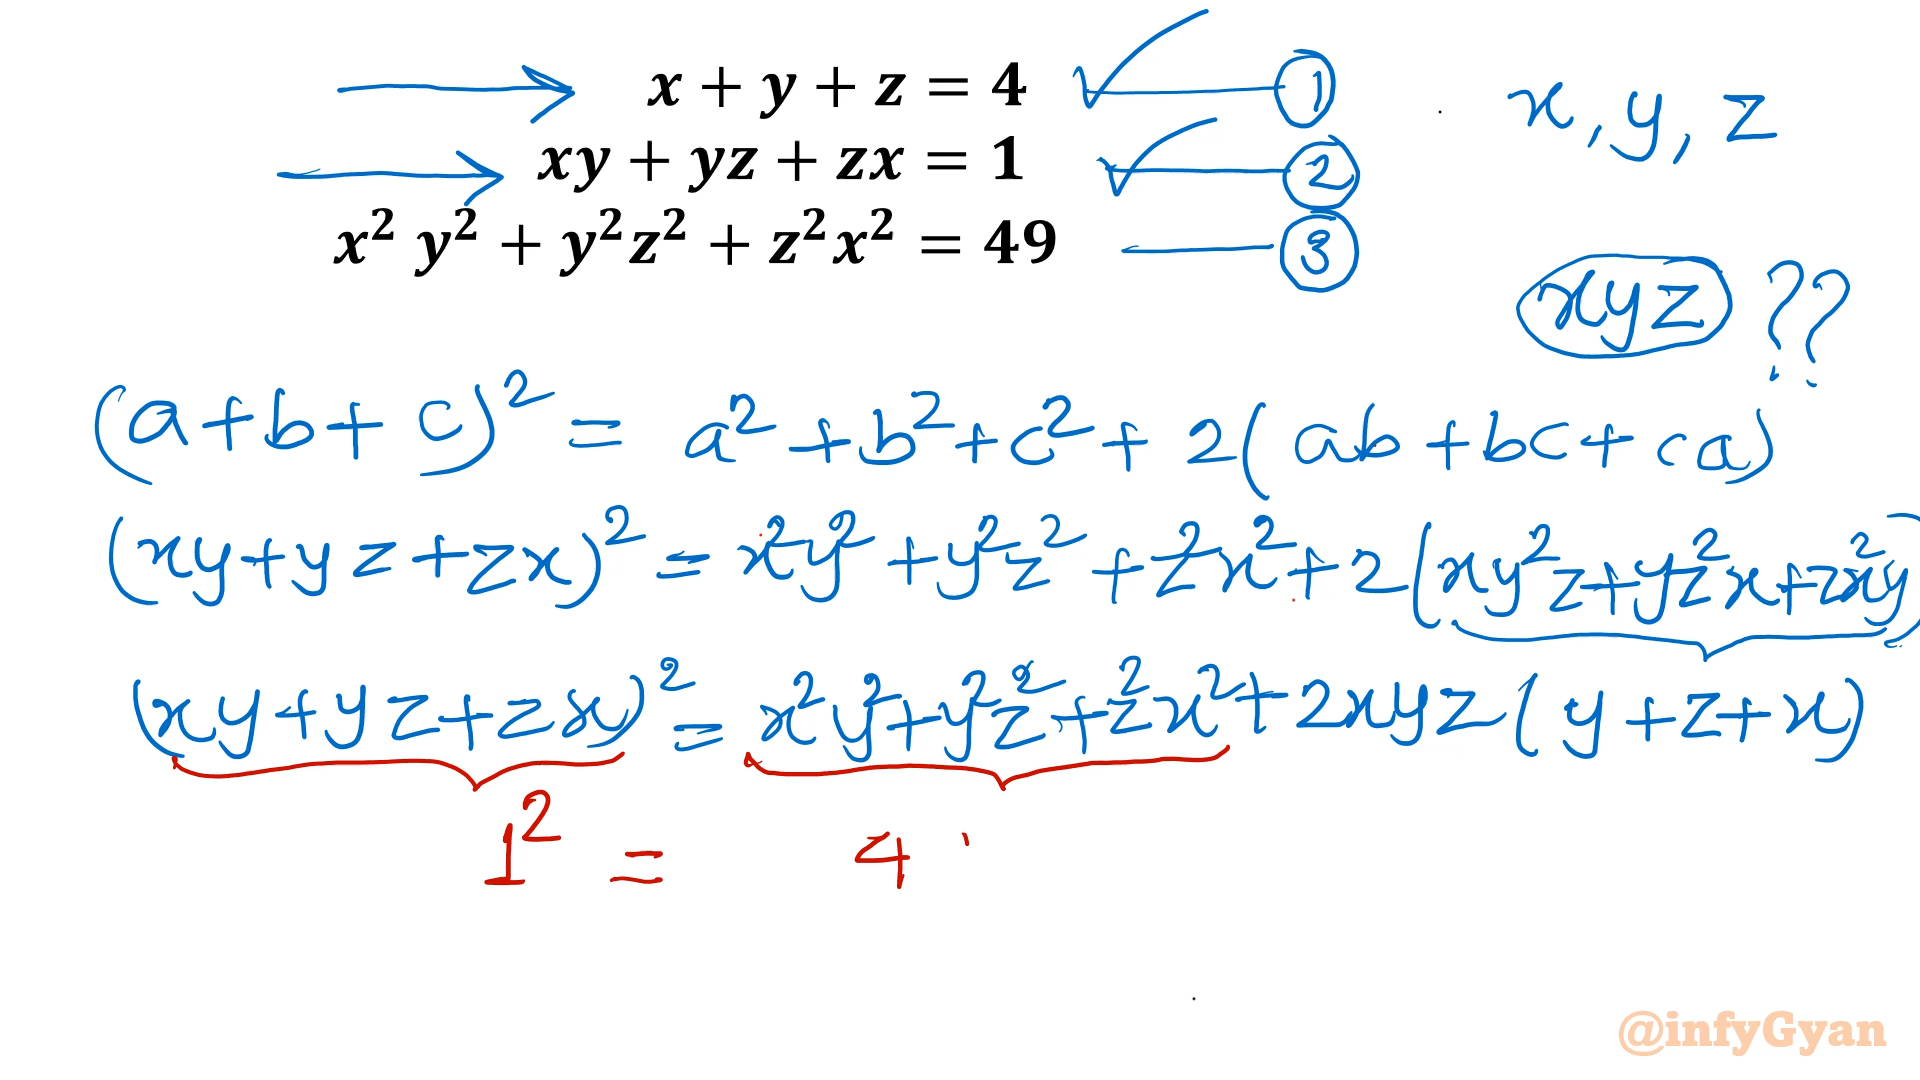 x + y + z = 4 ①
x, y, z
xy + yz + zx = 1 ②
x² y² + y²z² + z²x² = 49 ③
xyz ??
(a+b+c)² = a²+b²+c²+2(ab+bc+ca)
(xy+yz+zx)² = x²y²+y²z²+z²x²+2(xy²z+yz²x+zx²y)
(xy+yz+zx)² = x²y²+y²z²+z²x²+2xyz(y+z+x)
1² = 4
@infyGyan